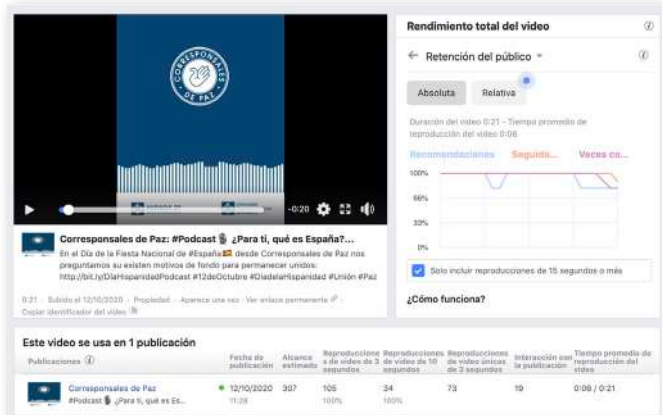 CORRESPONSALES
DE PAZ
-0:20
Corresponsales de Paz: #Podcast 🎙 ¿Para ti, qué es España?...
En el Día de la Fiesta Nacional de #España🇪🇸 desde Corresponsales de Paz nos
preguntamos su existen motivos de fondo para permanecer unidos:
http://bit.ly/DiaHispanidadPodcast #12deOctubre #DiadelaHispanidad #Unión #Paz
0:21 · Subido el 12/10/2020 · Propiedad · Aparece una vez · Ver enlace permanente ·
Copiar identificador del video
Rendimiento total del video
Retención del público
Absoluta Relativa
Duración del video 0:21 - Tiempo promedio de
reproducción del video 0:08
Recomendaciones Seguido... Veces co...
100%
66%
33%
0%
Solo incluir reproducciones de 15 segundos o más
¿Cómo funciona?
Este video se usa en 1 publicación
Publicaciones Fecha de publicación Alcance estimado Reproducciones de video de 3 segundos Reproducciones de video de 10 segundos Reproducciones de video únicas de 3 segundos Interacción con la publicación Tiempo promedio de reproducción del video
Corresponsales de Paz 12/10/2020 307 105 34 73 19 0:08 / 0:21
#Podcast 🎙 ¿Para ti, qué es Es... 11:28 100% 100%